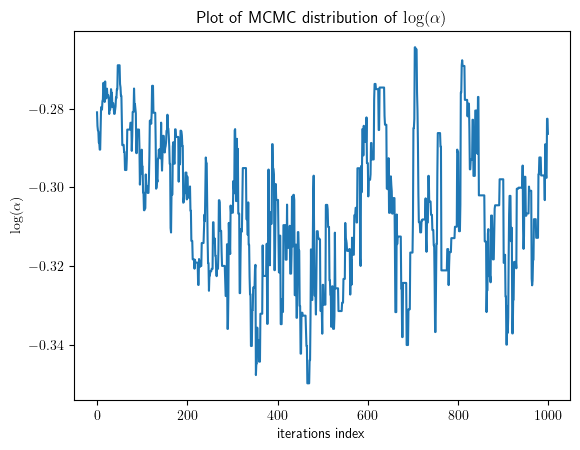 Plot of MCMC distribution of log(α)
log(α)
−0.28
−0.30
−0.32
−0.34
0 200 400 600 800 1000
iterations index